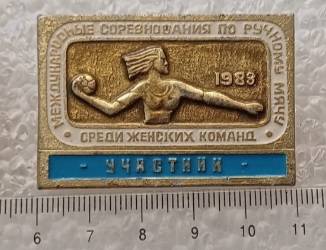 МЕЖДУНАРОДНЫЕ СОРЕВНОВАНИЯ ПО РУЧНОМУ МЯЧУ
1983
СРЕДИ ЖЕНСКИХ КОМАНД
- УЧАСТНИК -
6 7 8 9 10 11